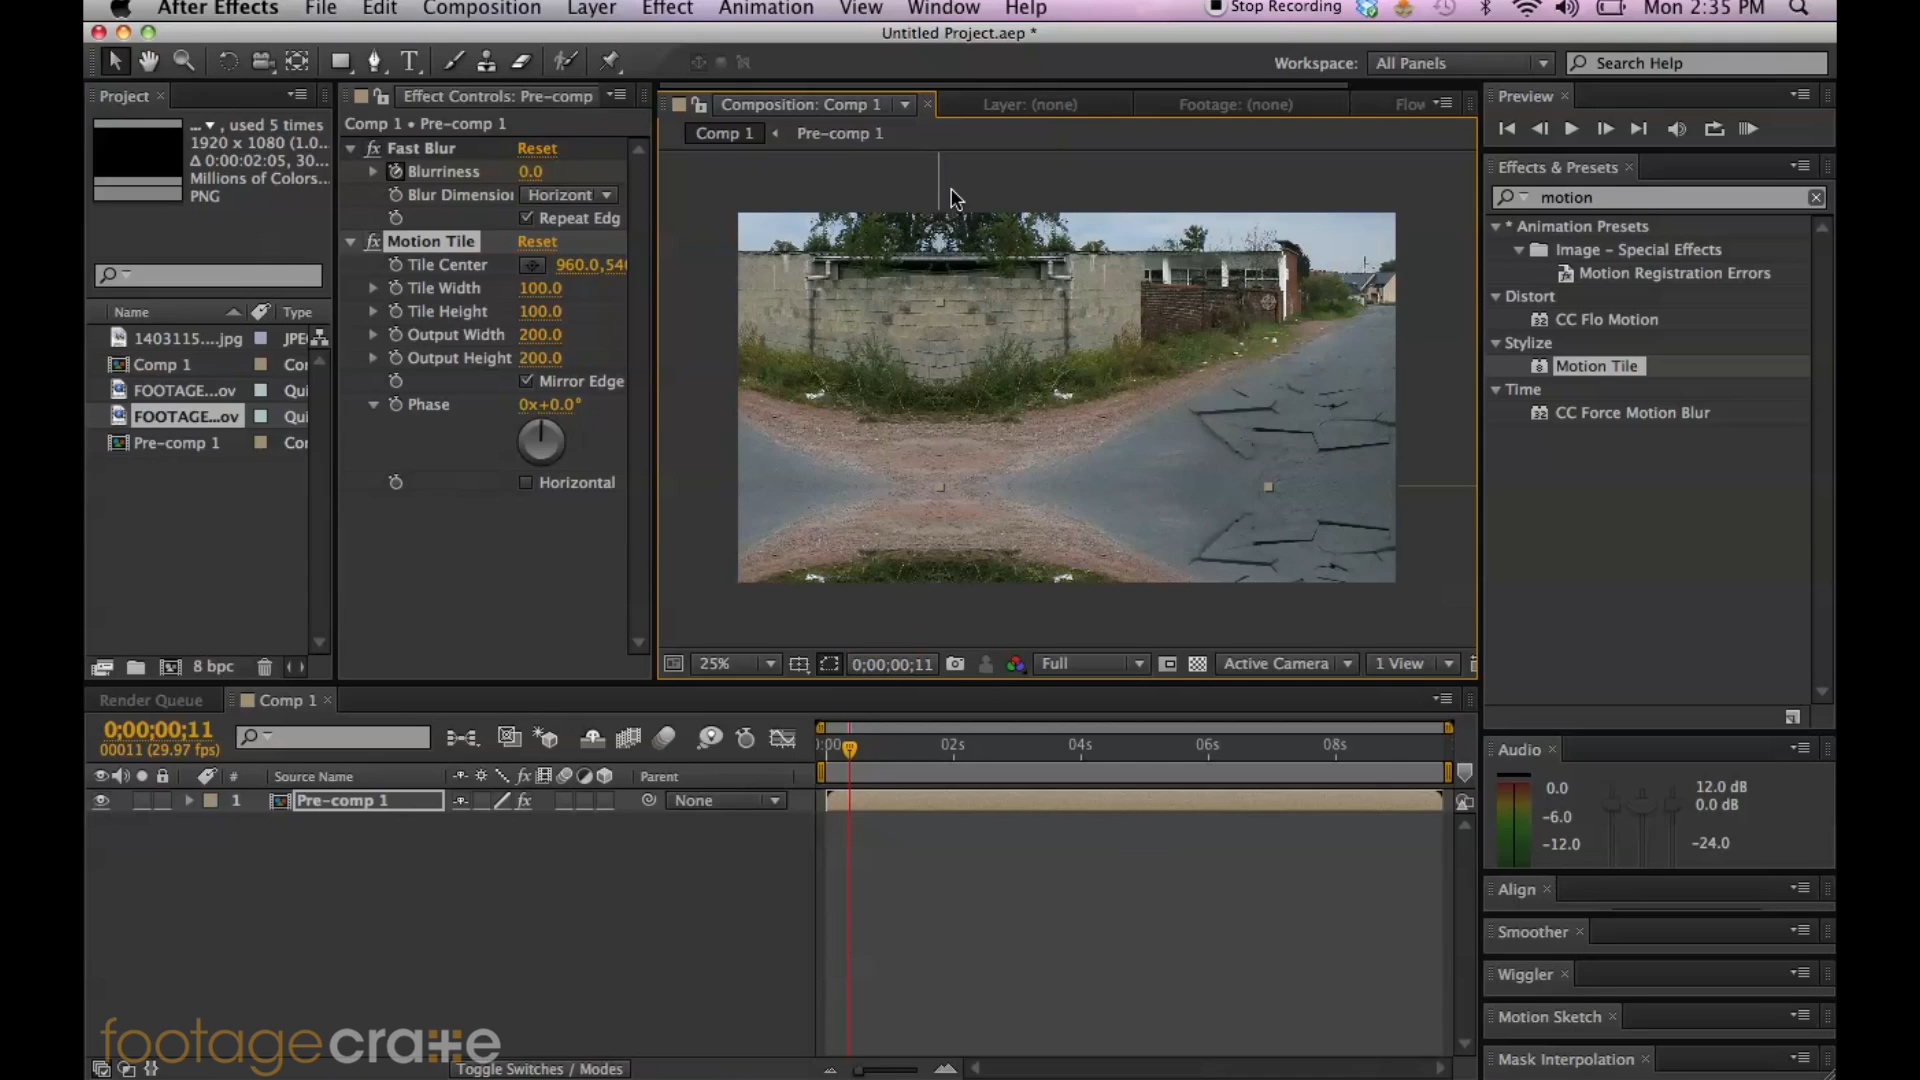 After Effects File Edit Composition Layer Effect Animation View Window Help Stop Recording Mon 2:35 PM
Untitled Project.aep *
Workspace: All Panels Search Help
Project
... , used 5 times
1920 x 1080 (1.0...
Δ 0:00:02:05, 30...
Millions of Colors...
PNG
Name Type
1403115....jpg JPE
Comp 1 Co
FOOTAGE...ov Qui
FOOTAGE...ov Qui
Pre-comp 1 Co
8 bpc
Effect Controls: Pre-comp
Comp 1 • Pre-comp 1
fx Fast Blur Reset
Blurriness 0.0
Blur Dimensio Horizont
Repeat Edg
fx Motion Tile Reset
Tile Center 960.0,540
Tile Width 100.0
Tile Height 100.0
Output Width 200.0
Output Height 200.0
Mirror Edge
Phase 0x+0.0°
Horizontal
Composition: Comp 1 Layer: (none) Footage: (none) Flow
Comp 1 Pre-comp 1
25% 0;00;00;11 Full Active Camera 1 View
Preview
Effects & Presets
motion
* Animation Presets
Image - Special Effects
Motion Registration Errors
Distort
CC Flo Motion
Stylize
Motion Tile
Time
CC Force Motion Blur
Render Queue Comp 1
0;00;00;11
00011 (29.97 fps)
:00 02s 04s 06s 08s
# Source Name fx Parent
1 Pre-comp 1 fx None
Toggle Switches / Modes
footagecrate
Audio
0.0 12.0 dB
0.0 dB
-6.0
-12.0 -24.0
Align
Smoother
Wiggler
Motion Sketch
Mask Interpolation